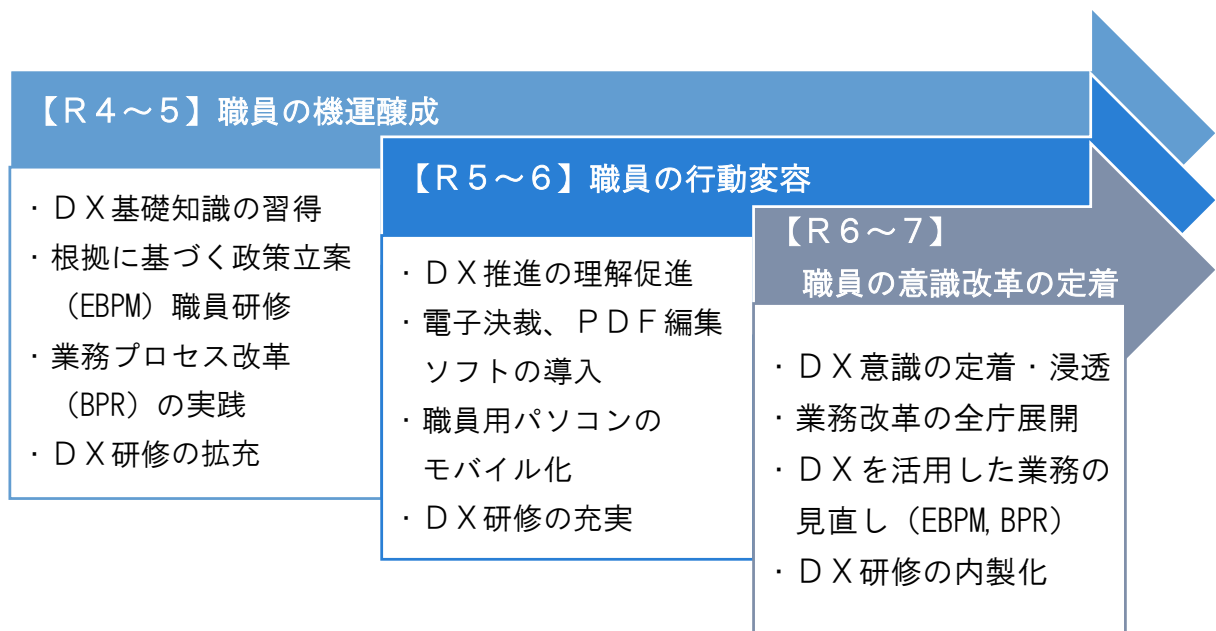 【Ｒ４～５】職員の機運醸成
・ＤＸ基礎知識の習得
・根拠に基づく政策立案
（EBPM）職員研修
・業務プロセス改革
（BPR）の実践
・ＤＸ研修の拡充
【Ｒ５～６】職員の行動変容
・ＤＸ推進の理解促進
・電子決裁、ＰＤＦ編集
ソフトの導入
・職員用パソコンの
モバイル化
・ＤＸ研修の充実
【Ｒ６～７】
職員の意識改革の定着
・ＤＸ意識の定着・浸透
・業務改革の全庁展開
・ＤＸを活用した業務の
見直し（EBPM,BPR）
・ＤＸ研修の内製化